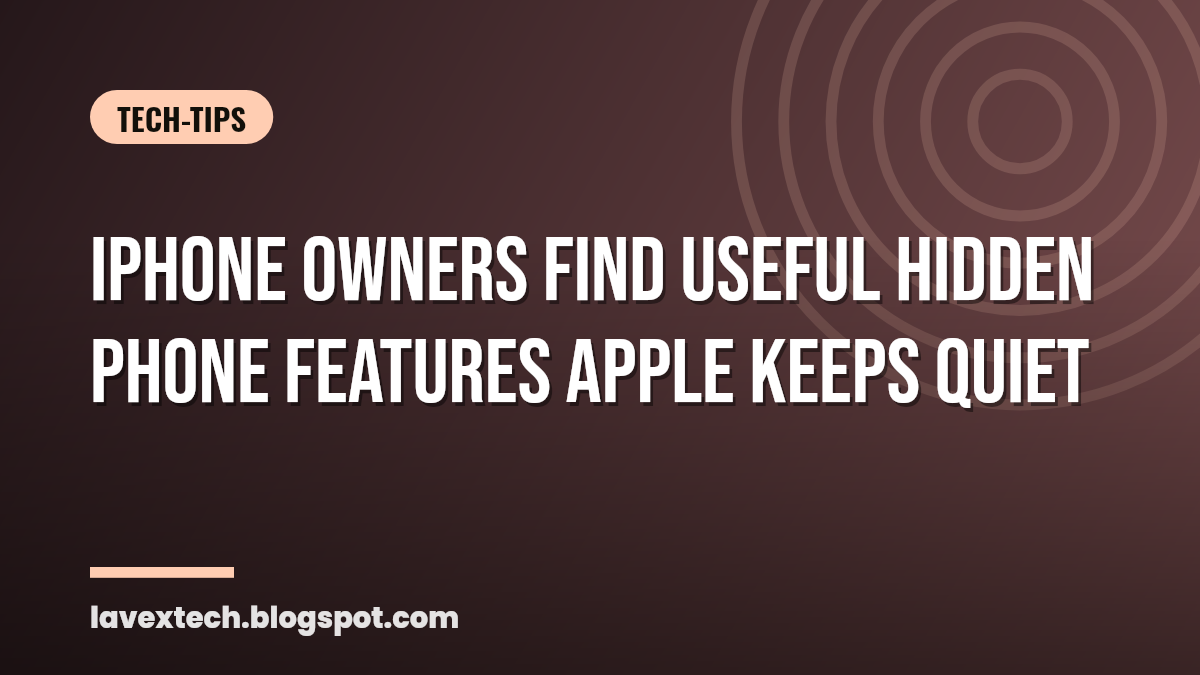 TECH-TIPS
IPHONE OWNERS FIND USEFUL HIDDEN
PHONE FEATURES APPLE KEEPS QUIET
lavextech.blogspot.com